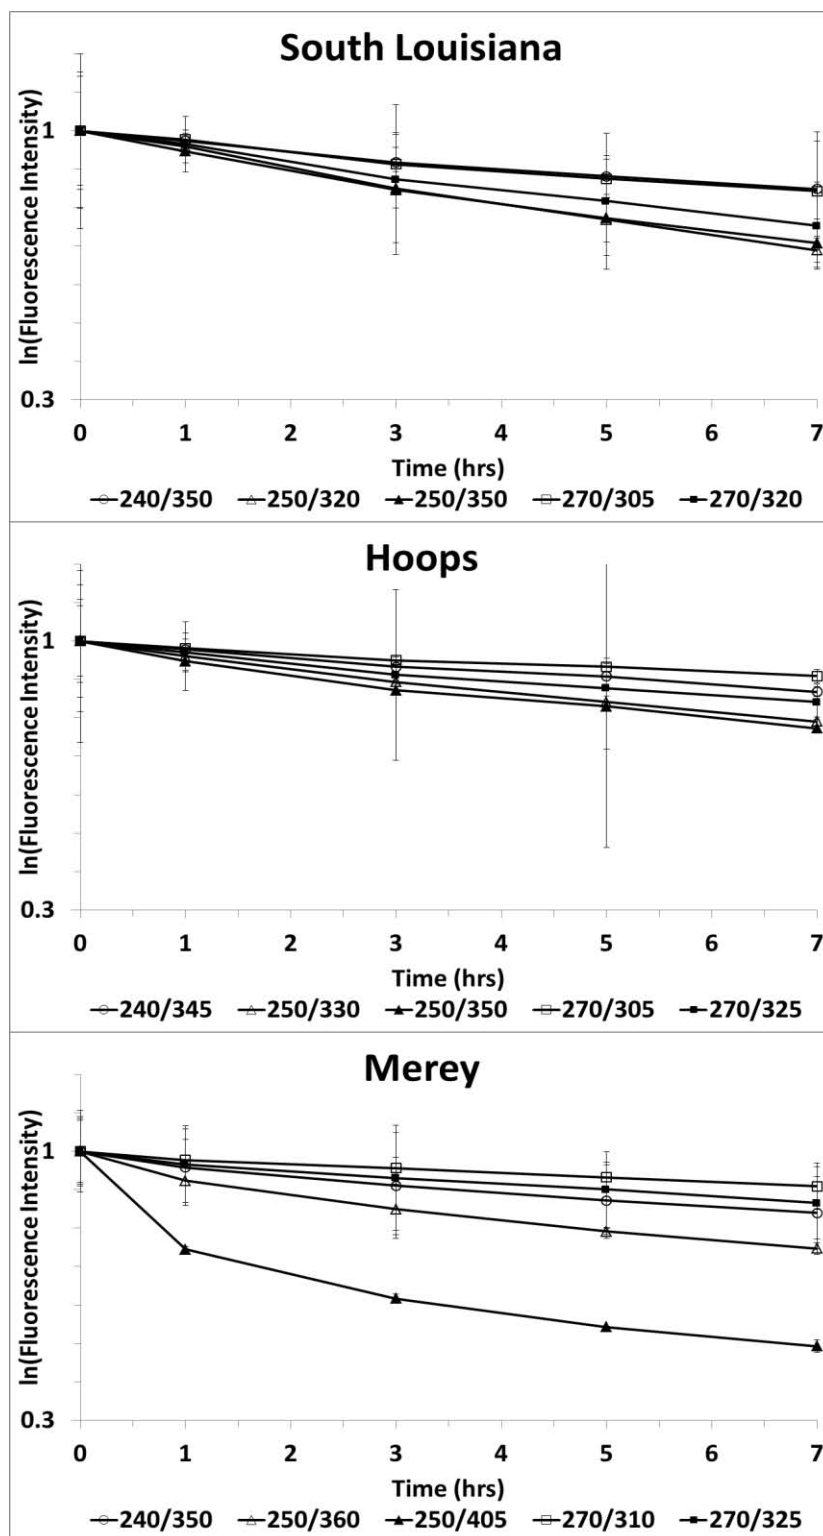 South Louisiana
ln(Fluorescence Intensity)
1
0.3
0 1 2 3 4 5 6 7
Time (hrs)
240/350 250/320 250/350 270/305 270/320
Hoops
ln(Fluorescence Intensity)
1
0.3
0 1 2 3 4 5 6 7
Time (hrs)
240/345 250/330 250/350 270/305 270/325
Merey
ln(Fluorescence Intensity)
1
0.3
0 1 2 3 4 5 6 7
Time (hrs)
240/350 250/360 250/405 270/310 270/325